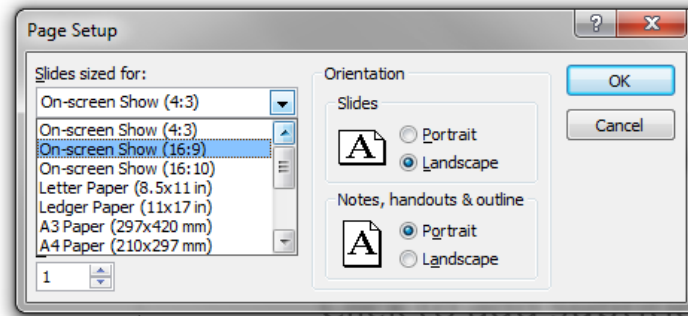 Page Setup
Slides sized for:
On-screen Show (4:3)
On-screen Show (4:3)
On-screen Show (16:9)
On-screen Show (16:10)
Letter Paper (8.5x11 in)
Ledger Paper (11x17 in)
A3 Paper (297x420 mm)
A4 Paper (210x297 mm)
1
Orientation
Slides
A
Portrait
Landscape
Notes, handouts & outline
A
Portrait
Landscape
OK
Cancel